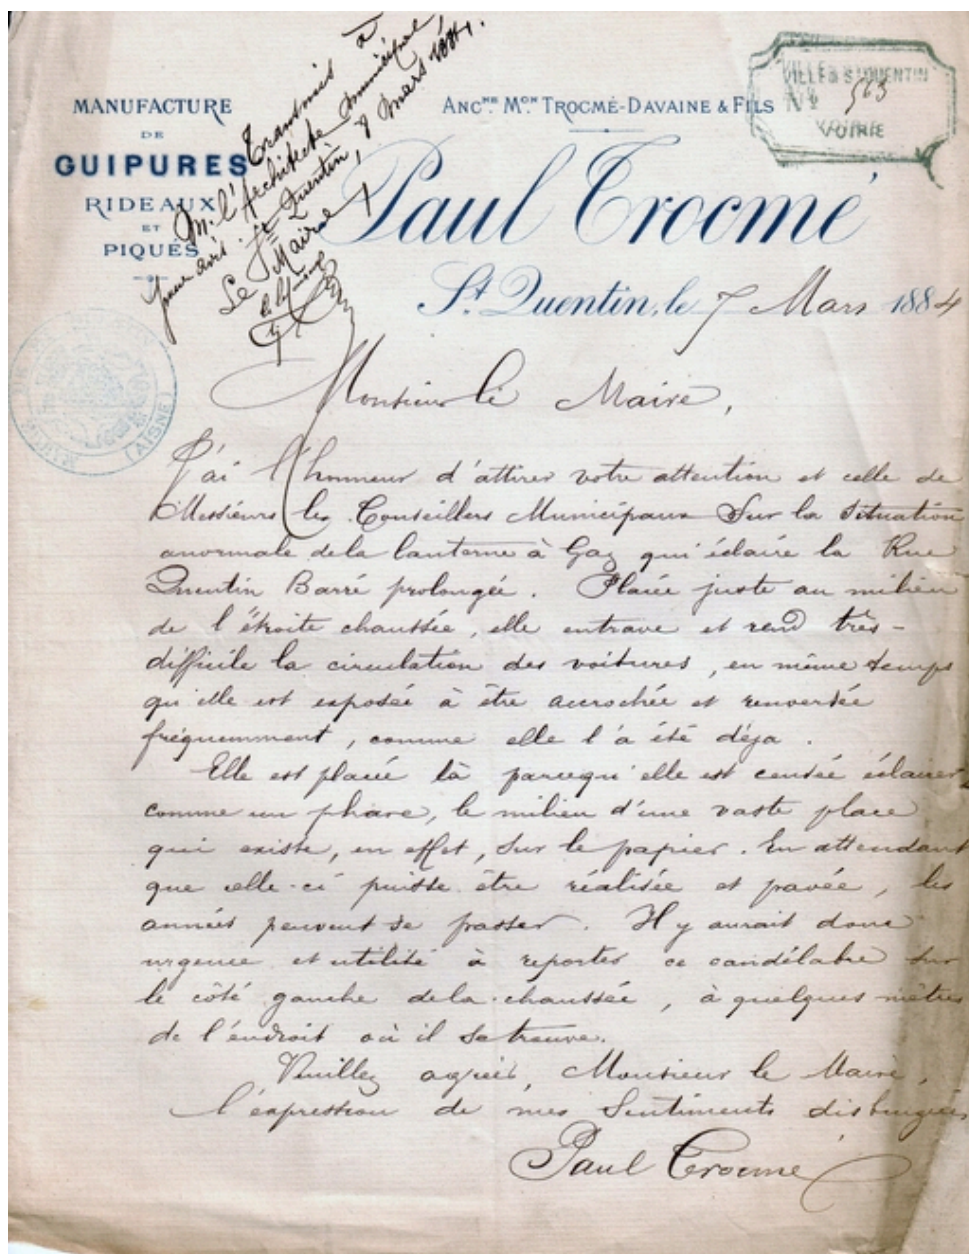 MANUFACTURE
DE
GUIPURES
RIDEAUX
ET
PIQUÉS
Transmis à
M. l'Architecte municipal
pour avis. St Quentin, 8 Mars 1884.
Le Maire
ANC.NE M.ON TROCMÉ-DAVAINE & FILS
VILLE DE ST QUENTIN
No 563
VOIRIE
Paul Trocmé
St Quentin, le 7 Mars 1884
MAIRIE
(AISNE)
Monsieur le Maire,
J'ai l'honneur d'attirer votre attention et celle de
Messieurs les Conseillers Municipaux Sur la Situation
anormale de la lanterne à Gaz qui éclaire la Rue
Quentin Barré prolongée. Placée juste au milieu
de l'étroite chaussée, elle entrave et rend très-
difficile la circulation des voitures, en même temps
qu'elle est exposée à être accrochée et renversée
fréquemment, comme elle l'a été déja.
Elle est placée là parcequ'elle est censée éclairer
comme un phare, le milieu d'une vaste place
qui existe, en effet, sur le papier. En attendant
que celle-ci puisse être réalisée et pavée, les
années peuvent se passer. Il y aurait donc
urgence et utilité à reporter ce candélabre sur
le côté gauche de la chaussée, à quelques mètres
de l'endroit où il se trouve.
Veuillez agréer, Monsieur le Maire,
l'expression de mes Sentiments distingués
Paul Trocmé